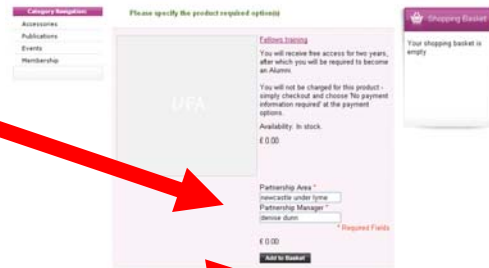 Category Navigation
Accessories
Publications
Events
Membership
Please specify the product required option(s)
UFA
Fellows training
You will receive free access for two years,
after which you will be required to become
an Alumni.
You will not be charged for this product -
simply checkout and choose 'No payment
information required' at the payment
options.
Availability: In stock.
£ 0.00
Partnership Area *
newcastle under lyme
Partnership Manager *
denise dunn
* Required Fields
£ 0.00
Add to Basket
Shopping Basket
Your shopping basket is
empty